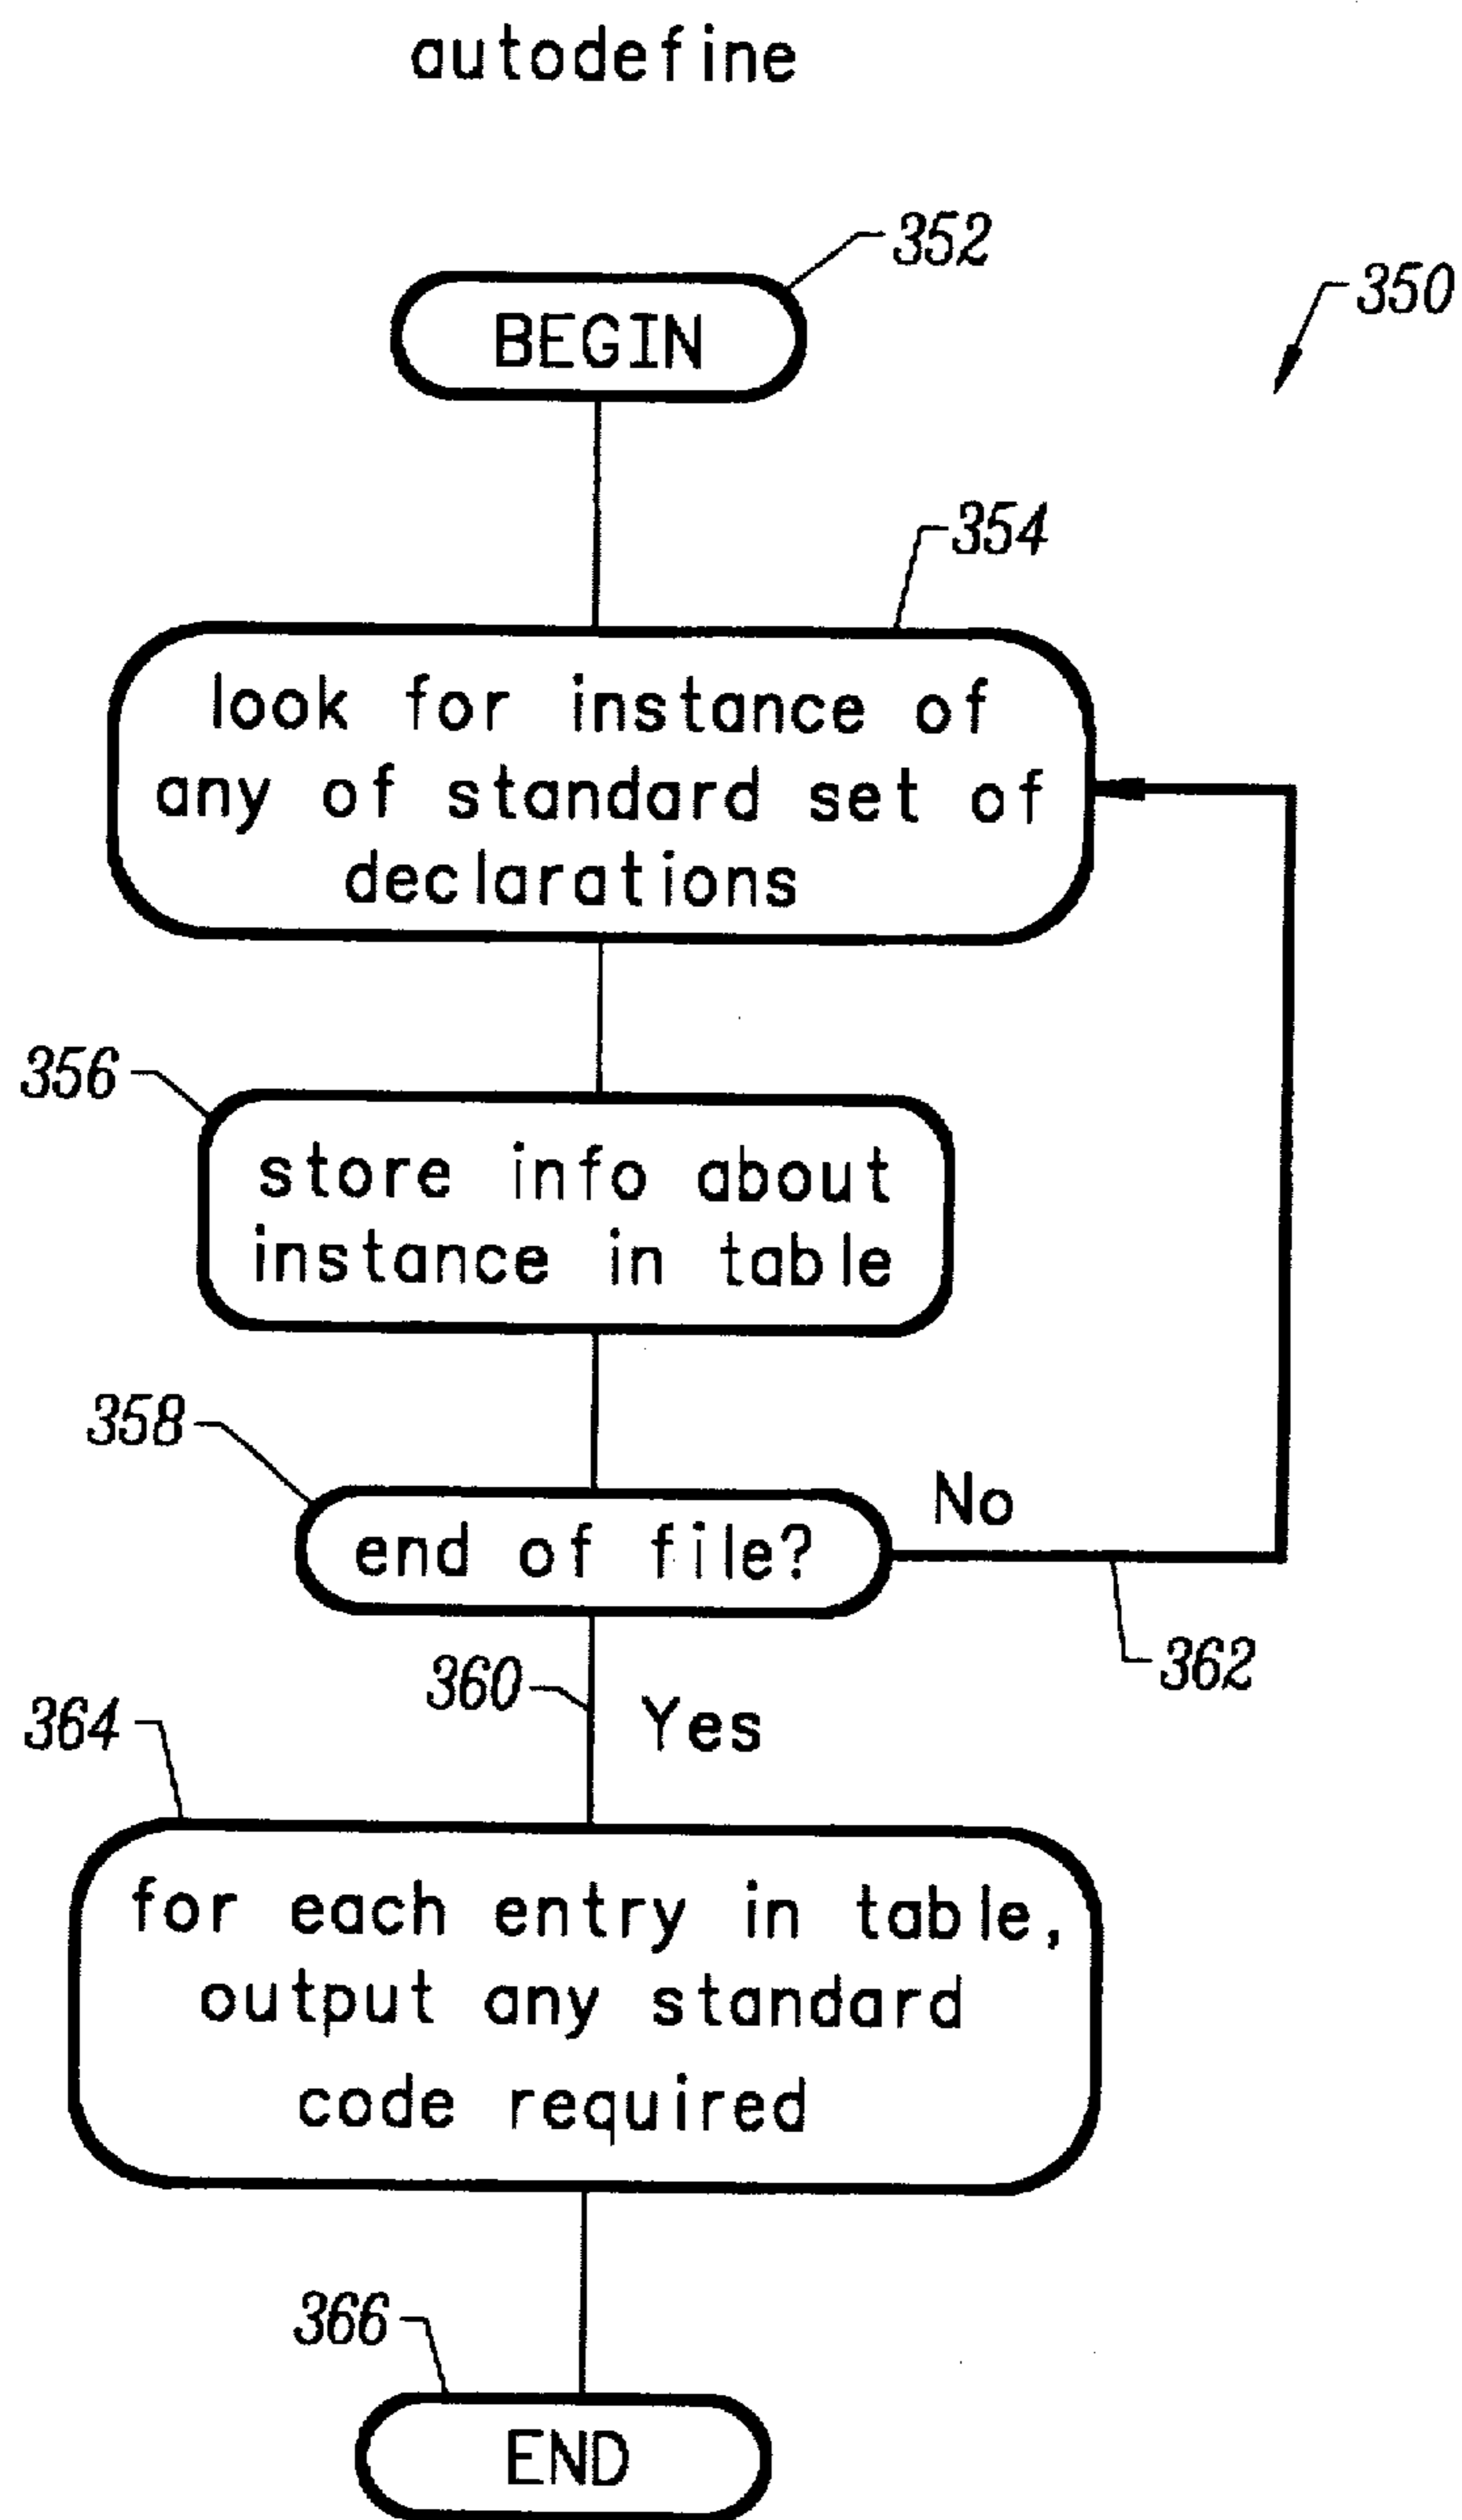 autodefine
352
350
BEGIN
354
look for instance of
any of standard set of
declarations
356
store info about
instance in table
358
end of file?
No
362
360
Yes
364
for each entry in table,
output any standard
code required
366
END